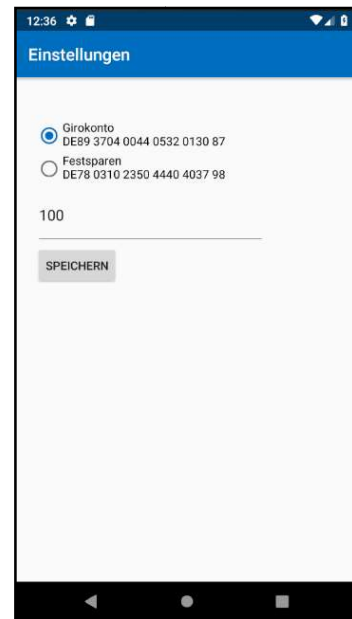 12:36
Einstellungen
Girokonto
DE89 3704 0044 0532 0130 87
Festsparen
DE78 0310 2350 4440 4037 98
100
SPEICHERN